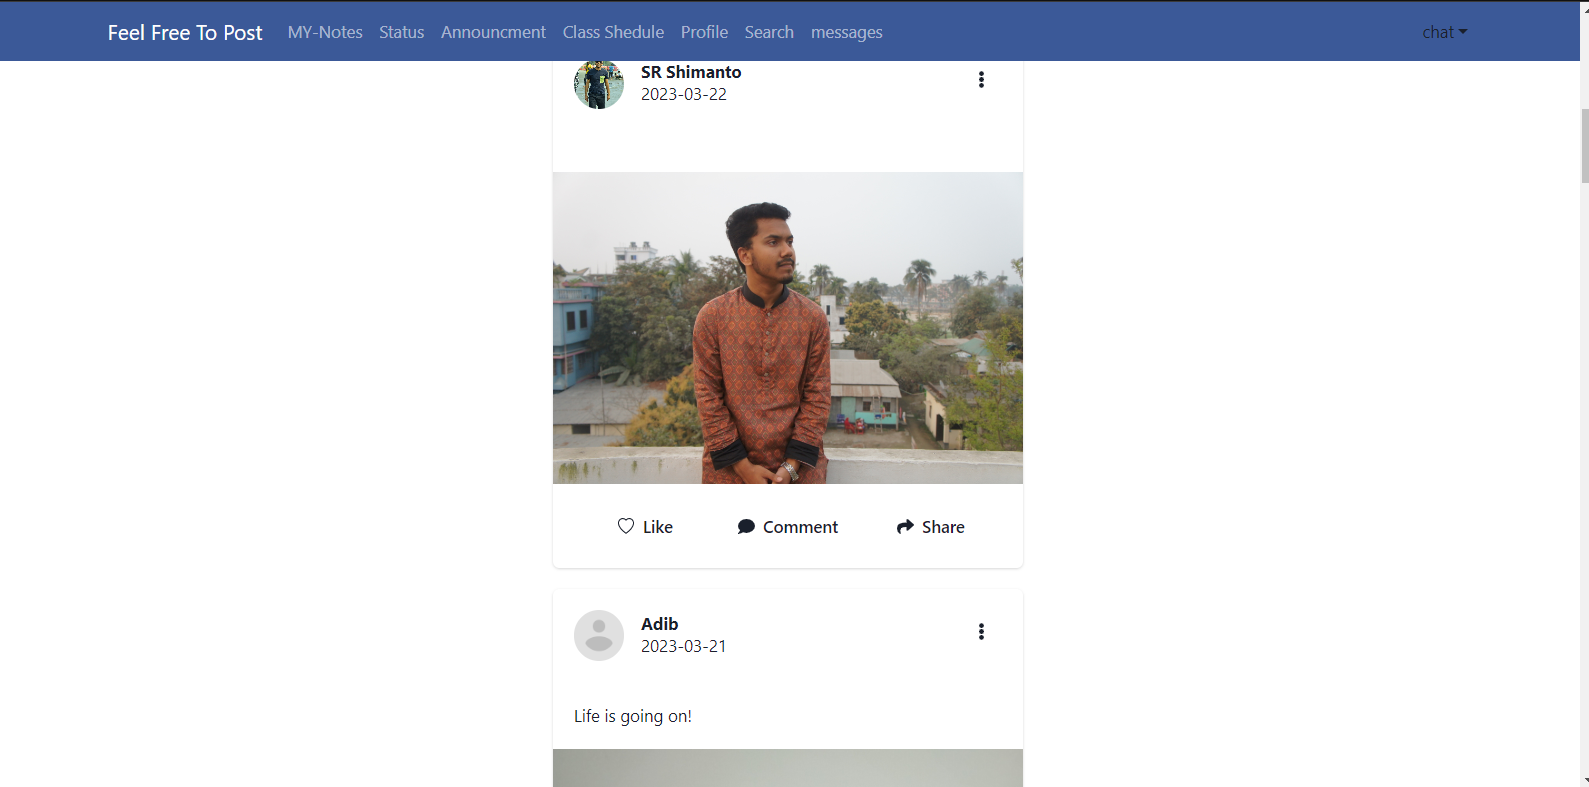 Feel Free To Post MY-Notes Status Announcment Class Shedule Profile Search messages chat
SR Shimanto
2023-03-22
Like Comment Share
Adib
2023-03-21
Life is going on!